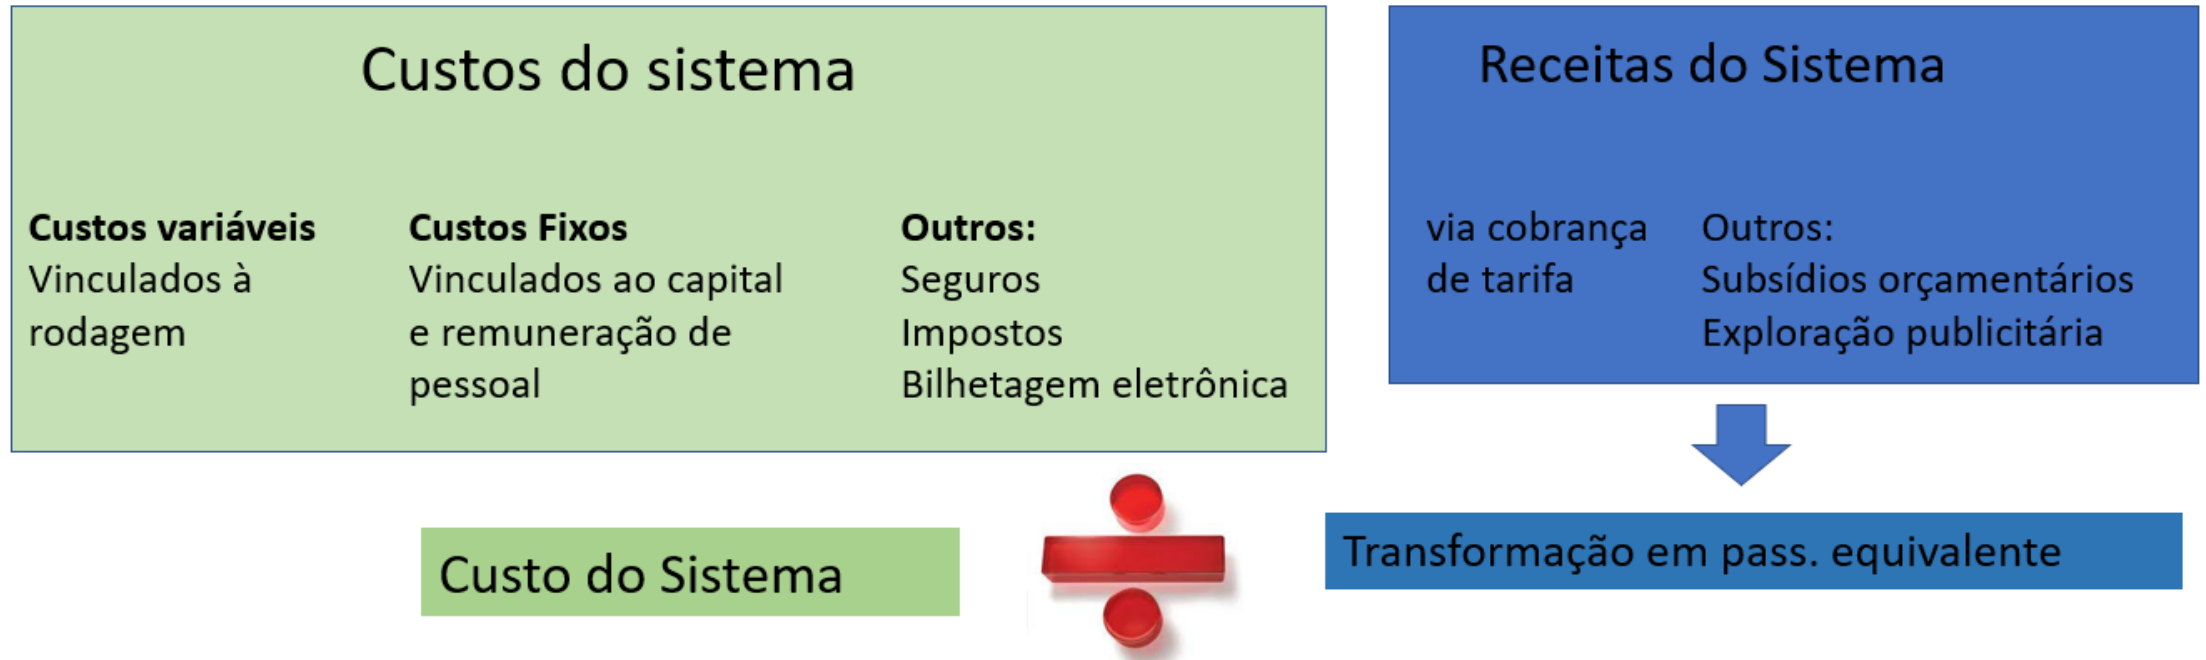 Custos do sistema
Custos variáveis
Vinculados à
rodagem
Custos Fixos
Vinculados ao capital
e remuneração de
pessoal
Outros:
Seguros
Impostos
Bilhetagem eletrônica
Receitas do Sistema
via cobrança
de tarifa
Outros:
Subsídios orçamentários
Exploração publicitária
Custo do Sistema
Transformação em pass. equivalente